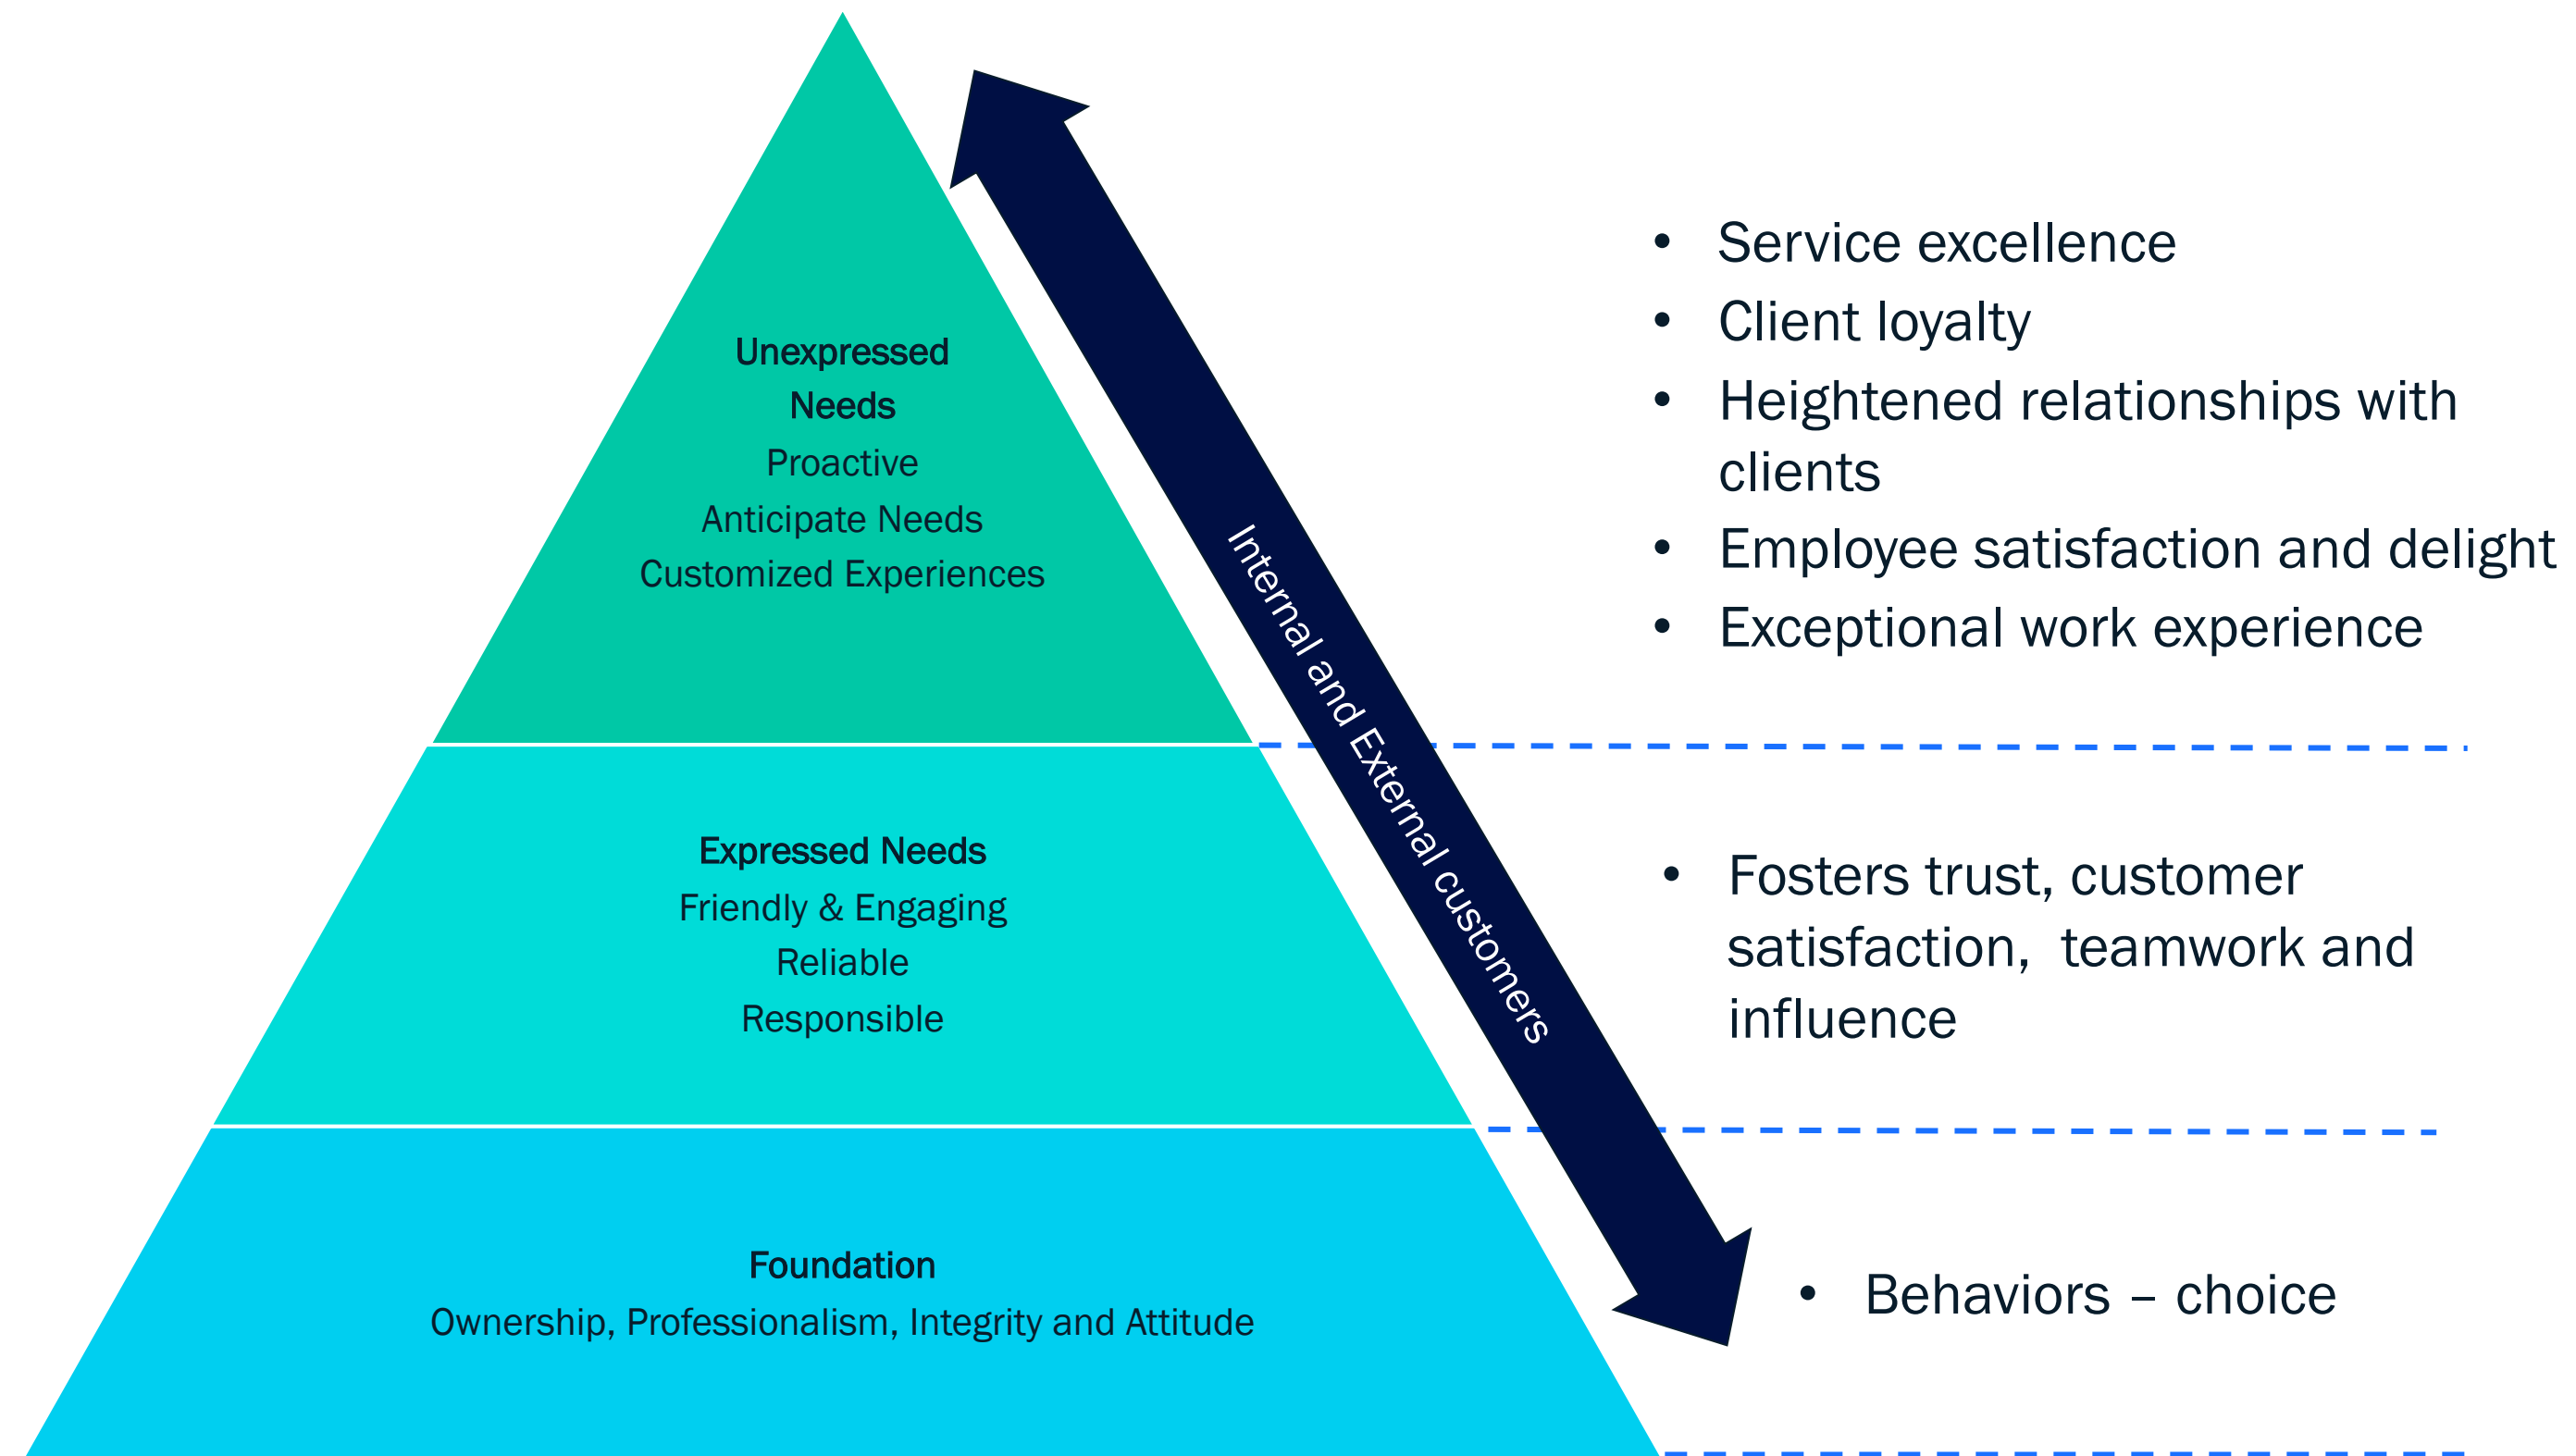 Unexpressed
Needs
Proactive
Anticipate Needs
Customized Experiences
Expressed Needs
Friendly & Engaging
Reliable
Responsible
Foundation
Ownership, Professionalism, Integrity and Attitude
Internal and External customers
• Service excellence
• Client loyalty
• Heightened relationships with
clients
• Employee satisfaction and delight
• Exceptional work experience
• Fosters trust, customer
satisfaction,  teamwork and
influence
• Behaviors – choice